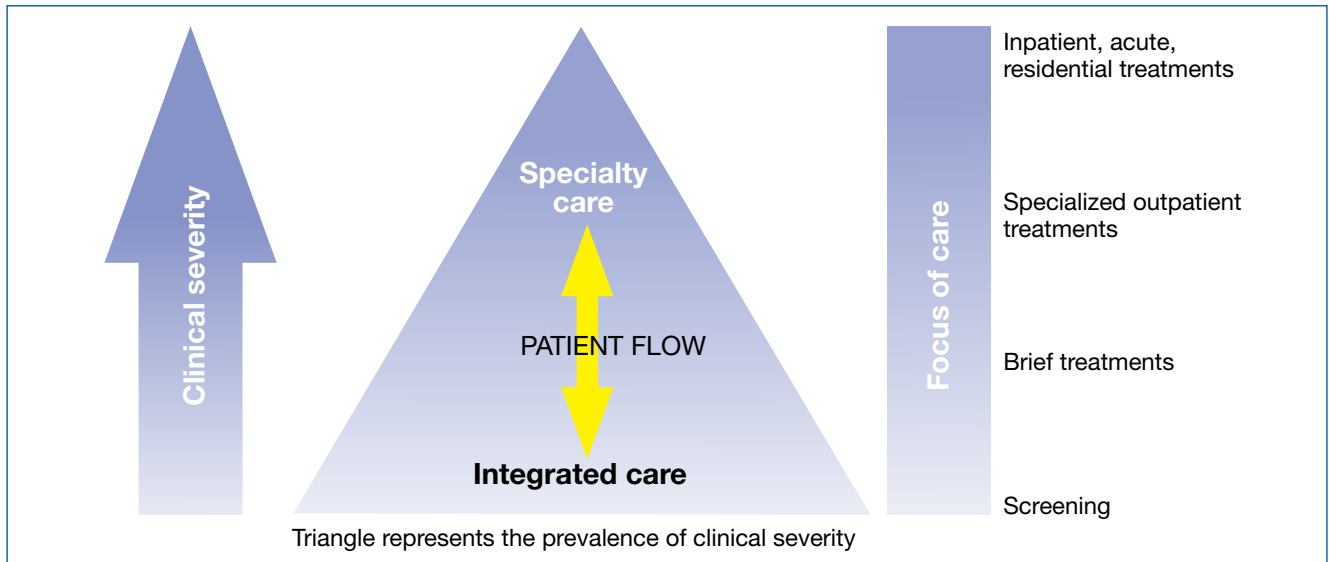 Clinical severity
Specialty
care
PATIENT FLOW
Integrated care
Triangle represents the prevalence of clinical severity
Focus of care
Inpatient, acute,
residential treatments
Specialized outpatient
treatments
Brief treatments
Screening